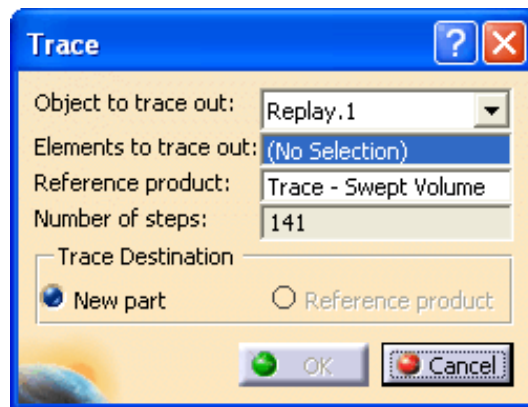 Trace
Object to trace out: Replay.1
Elements to trace out: (No Selection)
Reference product: Trace - Swept Volume
Number of steps: 141
Trace Destination
New part Reference product
OK Cancel